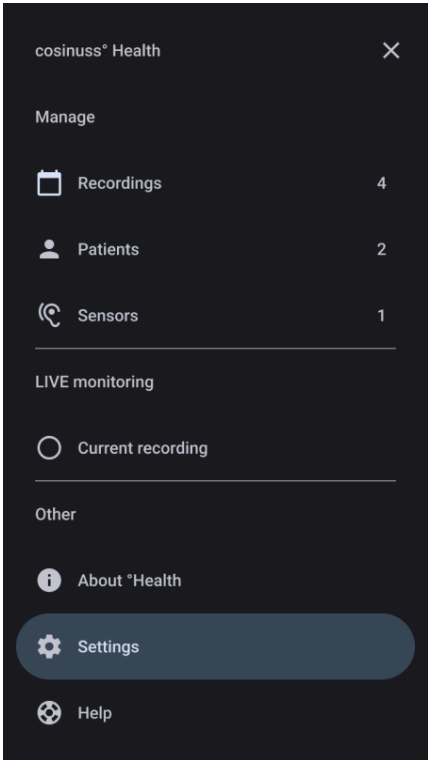 cosinuss° Health
Manage
Recordings 4
Patients 2
Sensors 1
LIVE monitoring
Current recording
Other
About °Health
Settings
Help